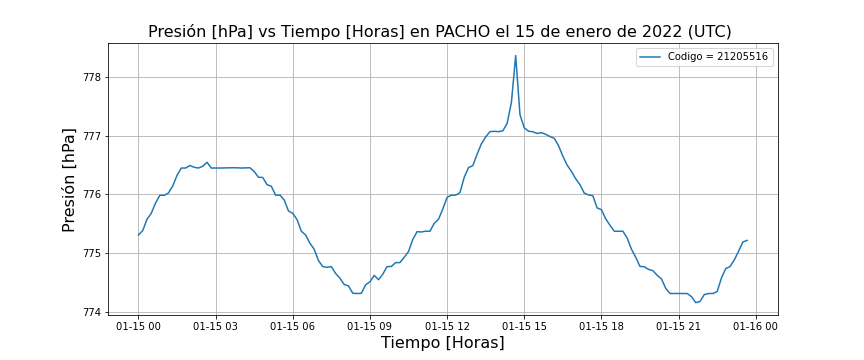 Presión [hPa] vs Tiempo [Horas] en PACHO el 15 de enero de 2022 (UTC)
Codigo = 21205516
Presión [hPa]
778
777
776
775
774
01-15 00 01-15 03 01-15 06 01-15 09 01-15 12 01-15 15 01-15 18 01-15 21 01-16 00
Tiempo [Horas]